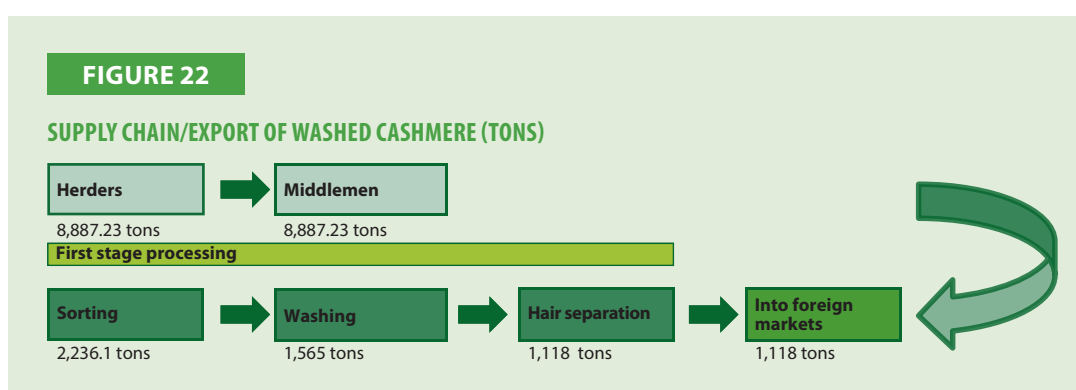 FIGURE 22
SUPPLY CHAIN/EXPORT OF WASHED CASHMERE (TONS)
Herders
Middlemen
8,887.23 tons
8,887.23 tons
First stage processing
Sorting
Washing
Hair separation
Into foreign
markets
2,236.1 tons
1,565 tons
1,118 tons
1,118 tons